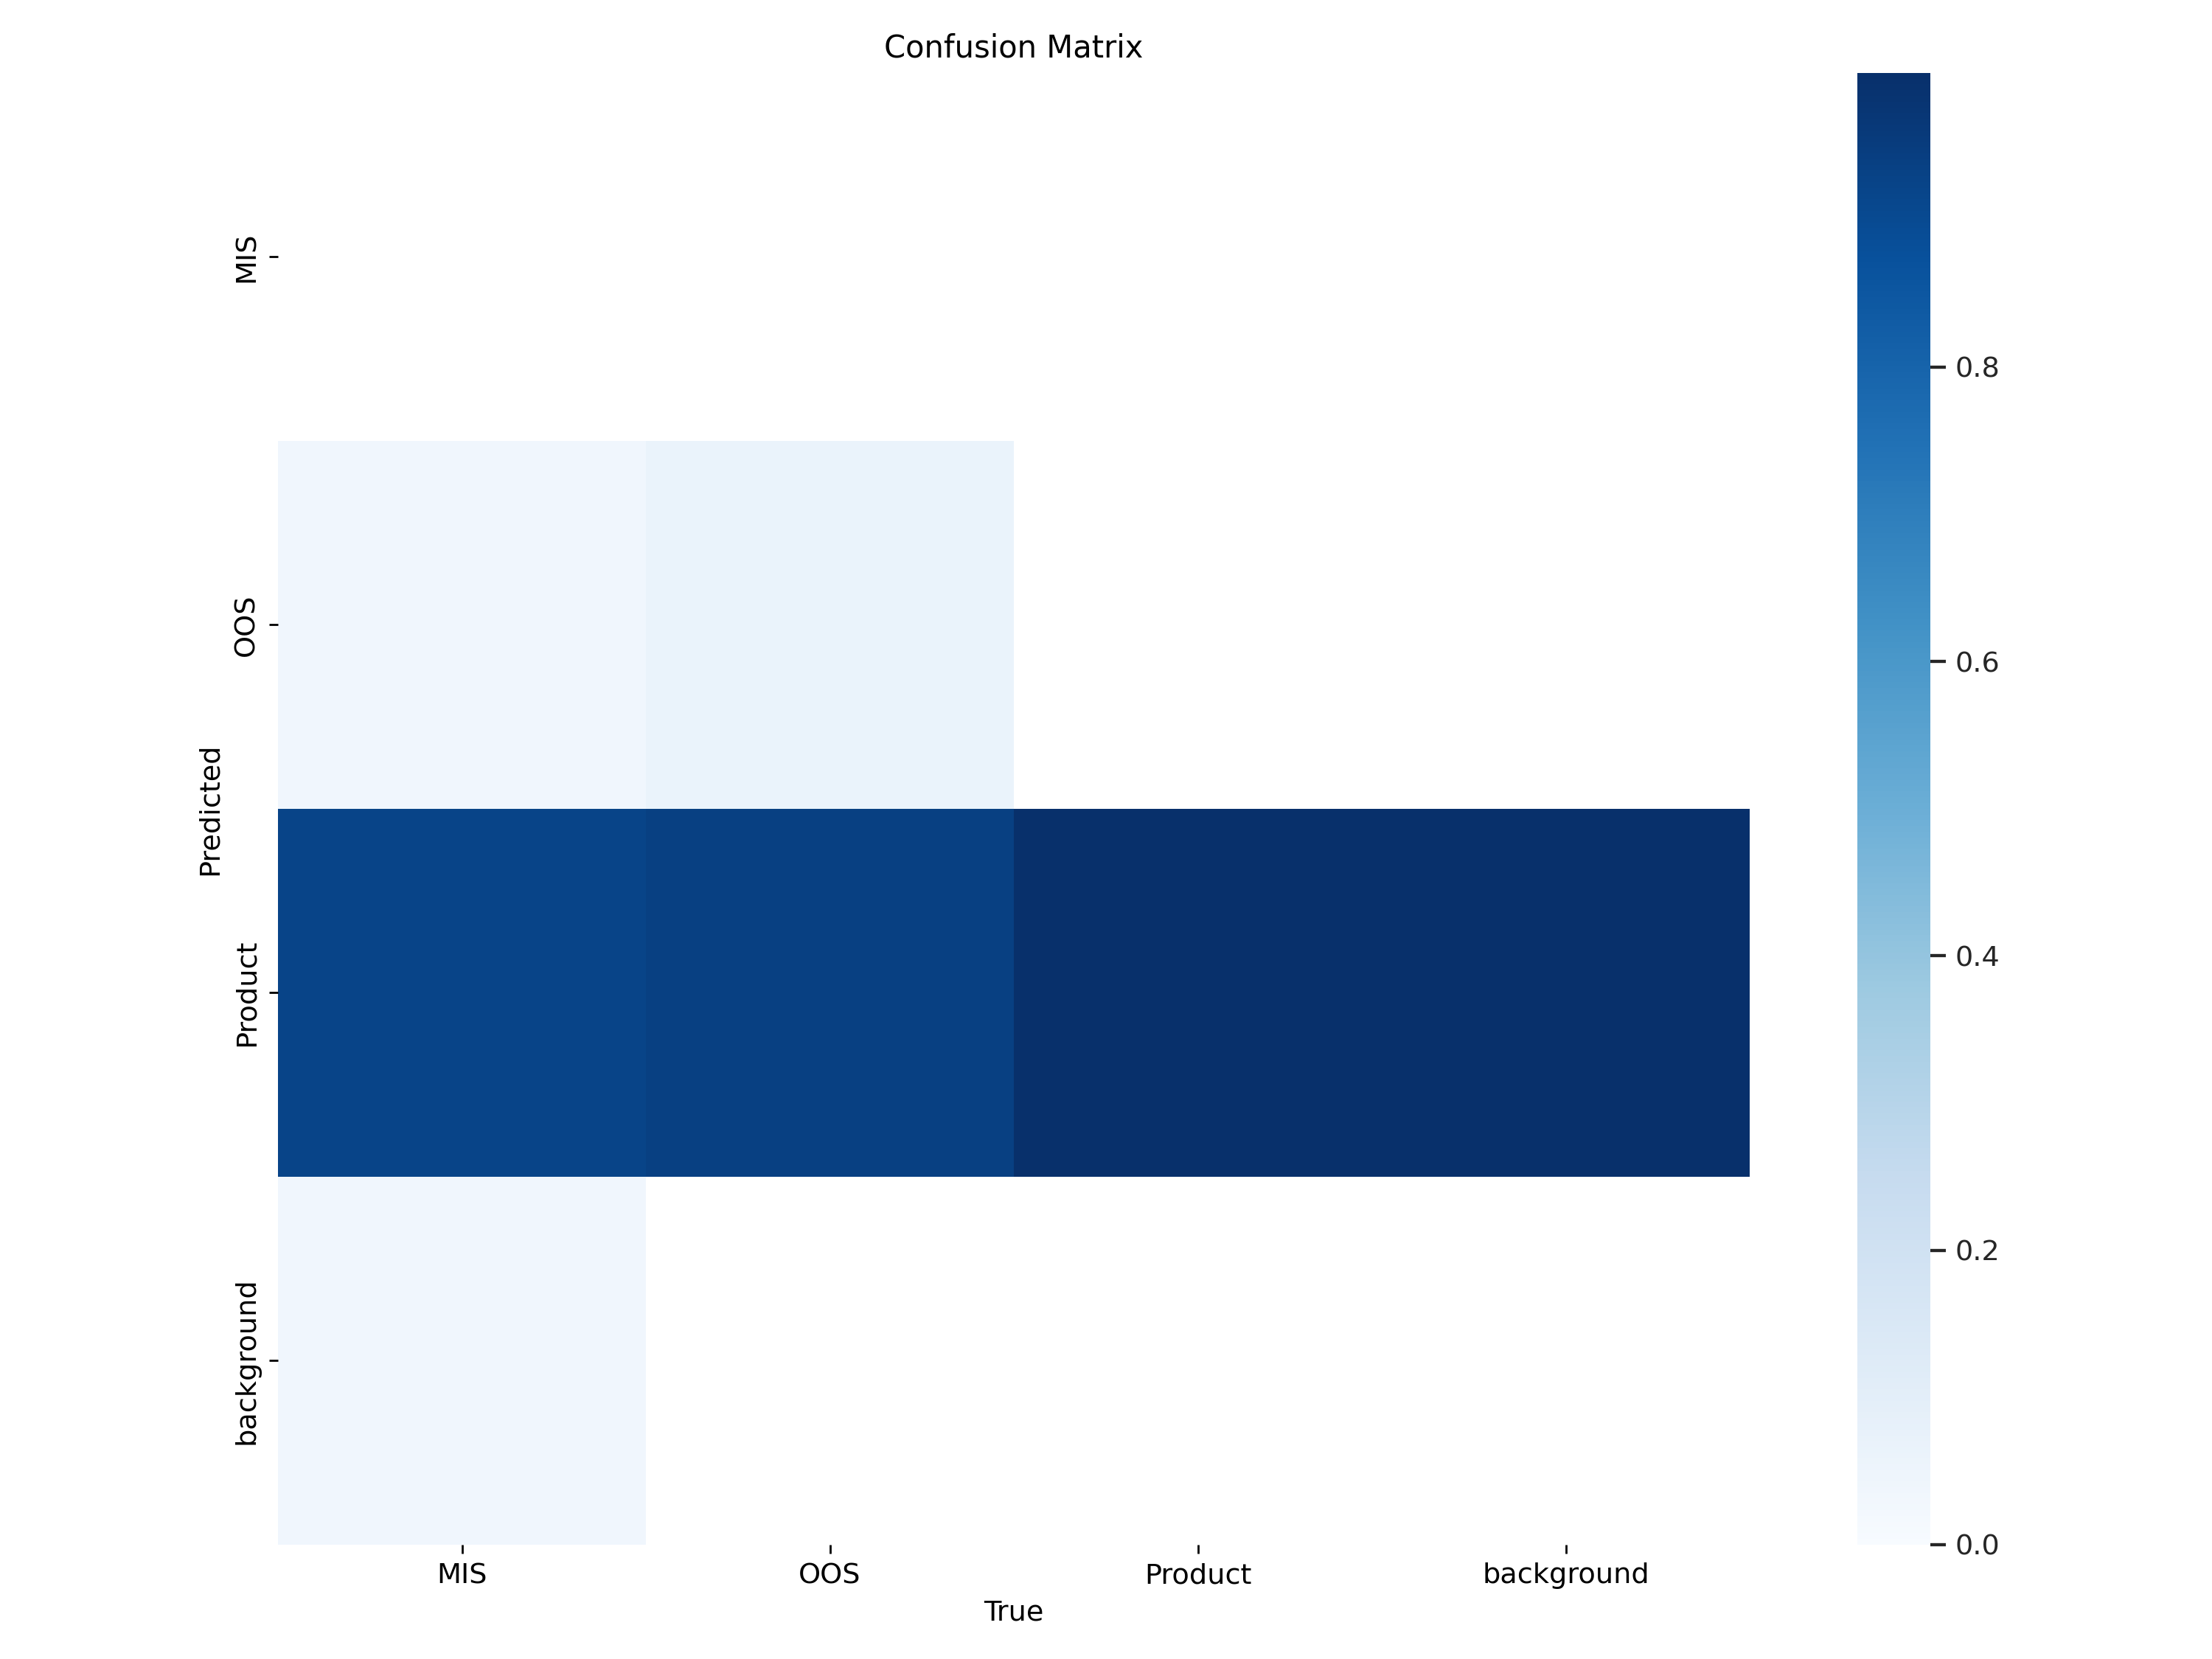 Confusion Matrix
MIS
OOS
Product
background
Predicted
MIS
OOS
Product
background
True
0.8
0.6
0.4
0.2
0.0